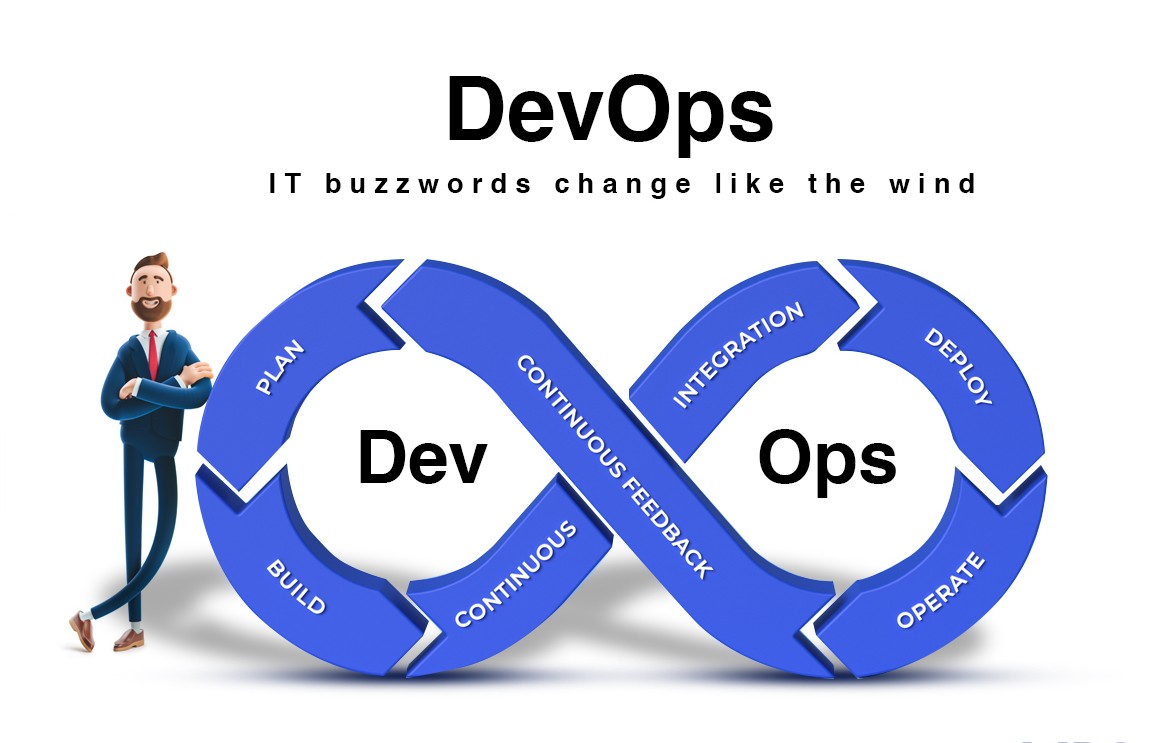 DevOps
IT buzzwords change like the wind
PLAN
CONTINUOUS FEEDBACK
INTEGRATION
DEPLOY
Dev
Ops
BUILD
CONTINUOUS
OPERATE